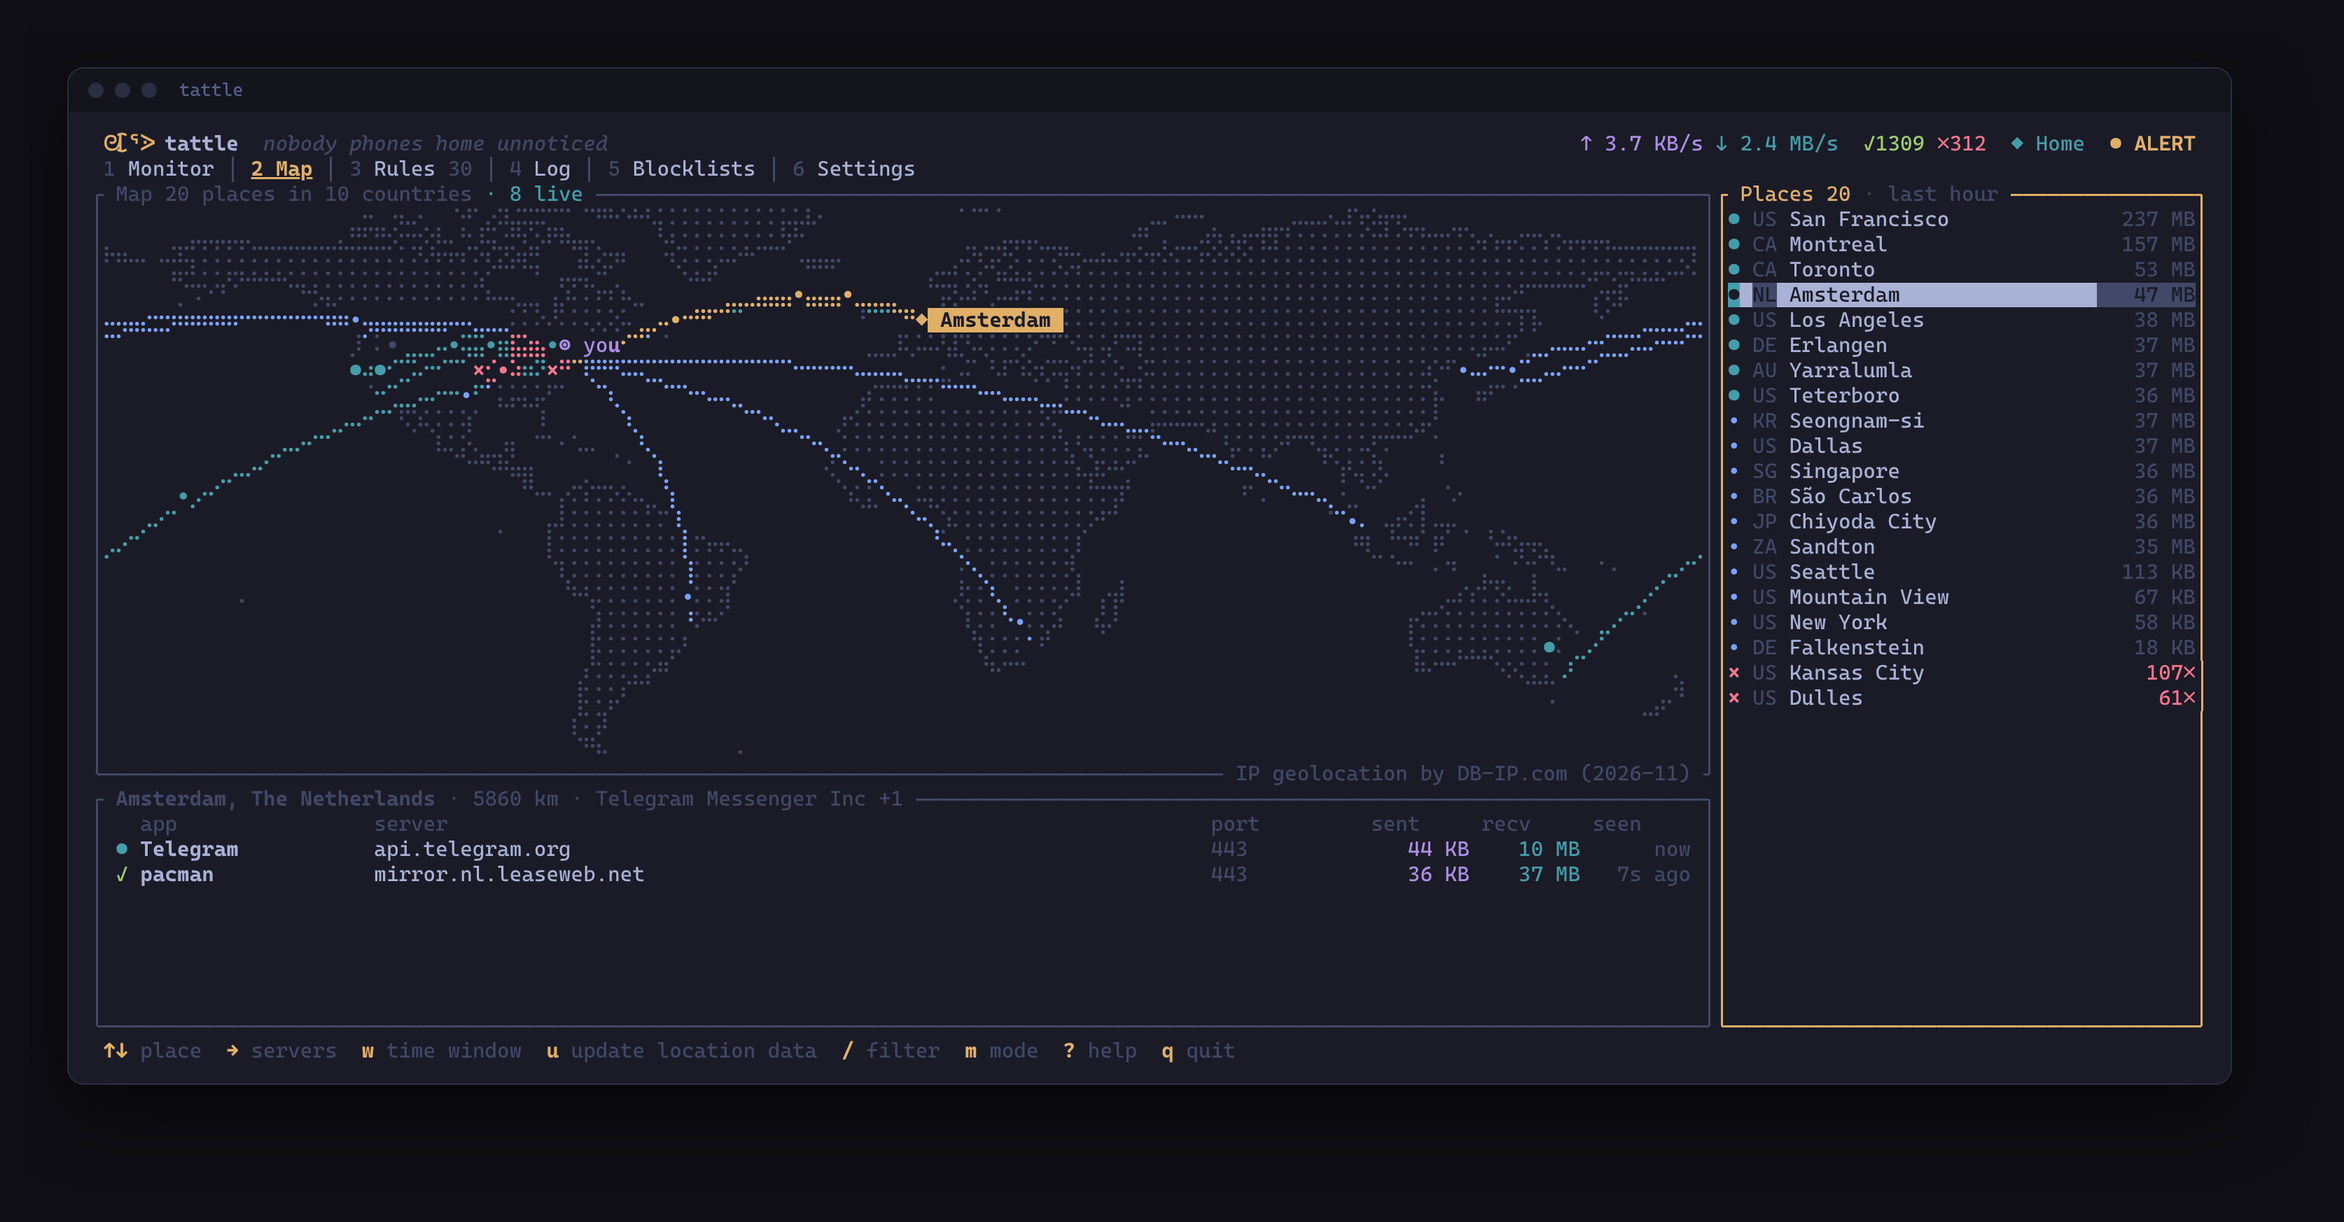 tattle
tattle nobody phones home unnoticed ↑ 3.7 KB/s ↓ 2.4 MB/s ✓1309 ×312 ◆ Home ● ALERT
1 Monitor │ 2 Map │ 3 Rules 30 │ 4 Log │ 5 Blocklists │ 6 Settings
Map 20 places in 10 countries · 8 live
Amsterdam
you
IP geolocation by DB-IP.com (2026-11)
Places 20 · last hour
US San Francisco 237 MB
CA Montreal 157 MB
CA Toronto 53 MB
NL Amsterdam 47 MB
US Los Angeles 38 MB
DE Erlangen 37 MB
AU Yarralumla 37 MB
US Teterboro 36 MB
KR Seongnam-si 37 MB
US Dallas 37 MB
SG Singapore 36 MB
BR São Carlos 36 MB
JP Chiyoda City 36 MB
ZA Sandton 35 MB
US Seattle 113 KB
US Mountain View 67 KB
US New York 58 KB
DE Falkenstein 18 KB
× US Kansas City 107×
× US Dulles 61×
Amsterdam, The Netherlands · 5860 km · Telegram Messenger Inc +1
app server port sent recv seen
● Telegram api.telegram.org 443 44 KB 10 MB now
✓ pacman mirror.nl.leaseweb.net 443 36 KB 37 MB 7s ago
↑↓ place → servers w time window u update location data / filter m mode ? help q quit